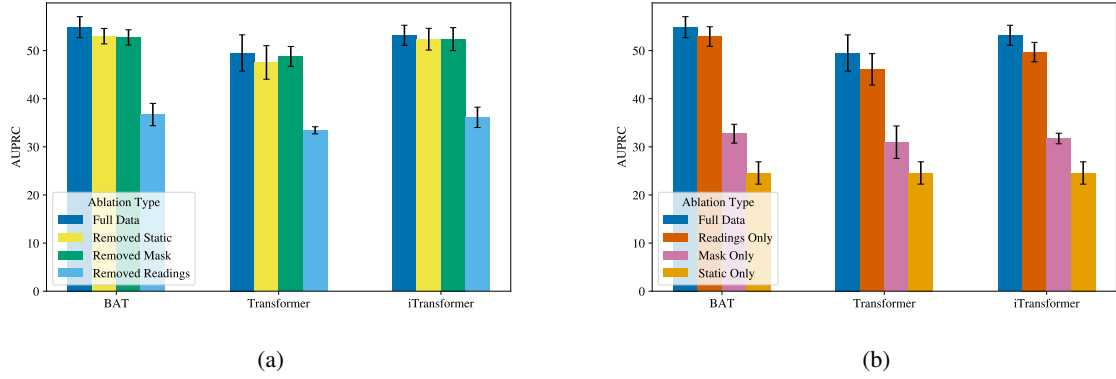 AUPRC
50
40
30
20
10
0
Ablation Type
Full Data
Removed Static
Removed Mask
Removed Readings
BAT
Transformer
iTransformer
(a)
AUPRC
50
40
30
20
10
0
Ablation Type
Full Data
Readings Only
Mask Only
Static Only
BAT
Transformer
iTransformer
(b)